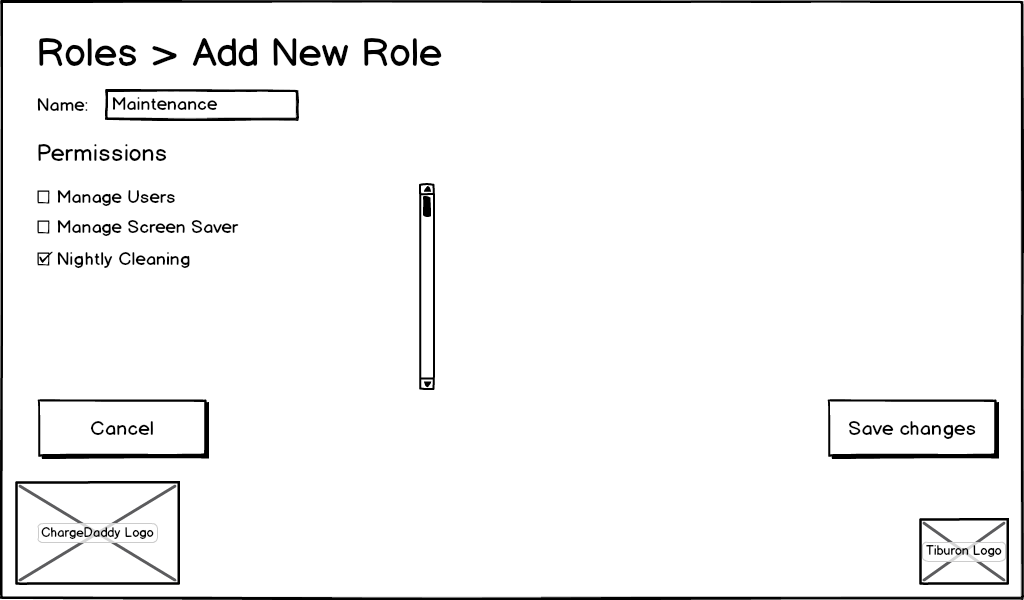 Roles > Add New Role
Name: Maintenance
Permissions
Manage Users
Manage Screen Saver
Nightly Cleaning
Cancel
Save changes
ChargeDaddy Logo
Tiburon Logo